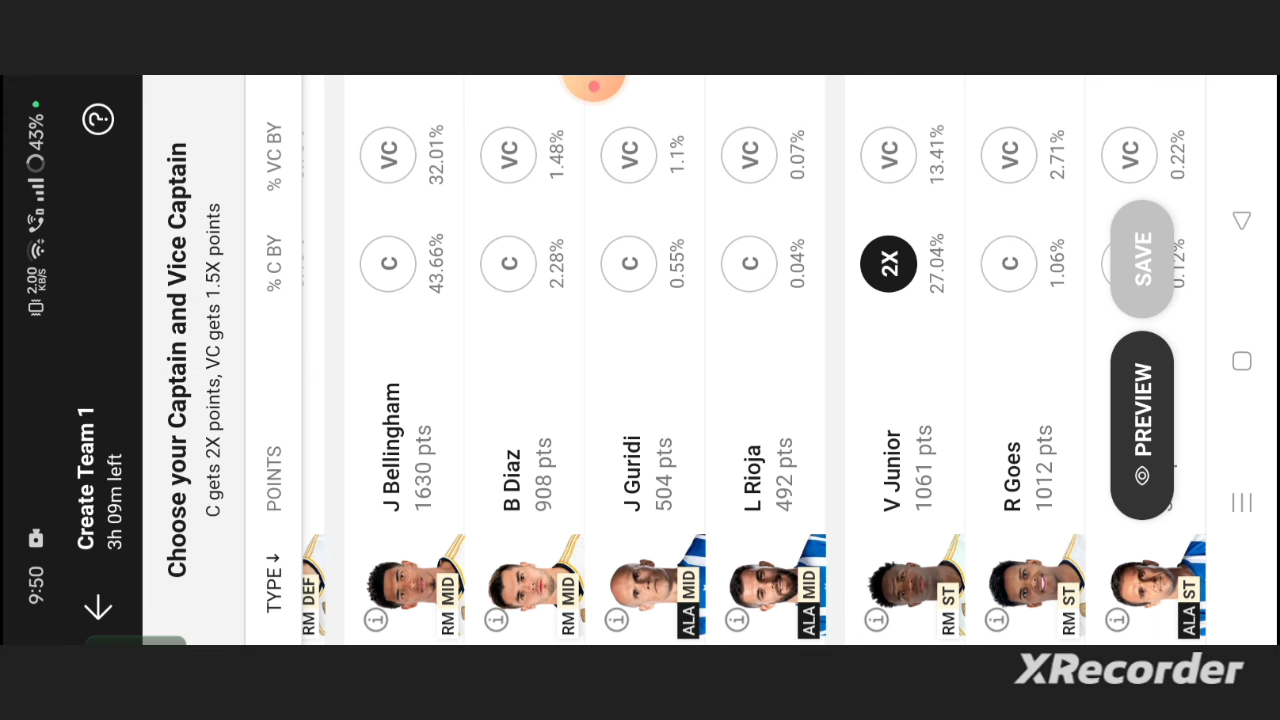 9:50
2.00 KB/S
43%
Create Team 1
3h 09m left
Choose your Captain and Vice Captain
C gets 2X points, VC gets 1.5X points
TYPE ↓ POINTS % C BY % VC BY
RM DEF
J Bellingham
1630 pts
C
43.66%
VC
32.01%
RM MID
B Diaz
908 pts
C
2.28%
VC
1.48%
RM MID
J Guridi
504 pts
C
0.55%
VC
1.1%
ALA MID
L Rioja
492 pts
C
0.04%
VC
0.07%
ALA MID
V Junior
1061 pts
2X
27.04%
VC
13.41%
RM ST
R Goes
1012 pts
C
1.06%
VC
2.71%
RM ST
VC
0.12%
0.22%
ALA ST
PREVIEW
SAVE
XRecorder